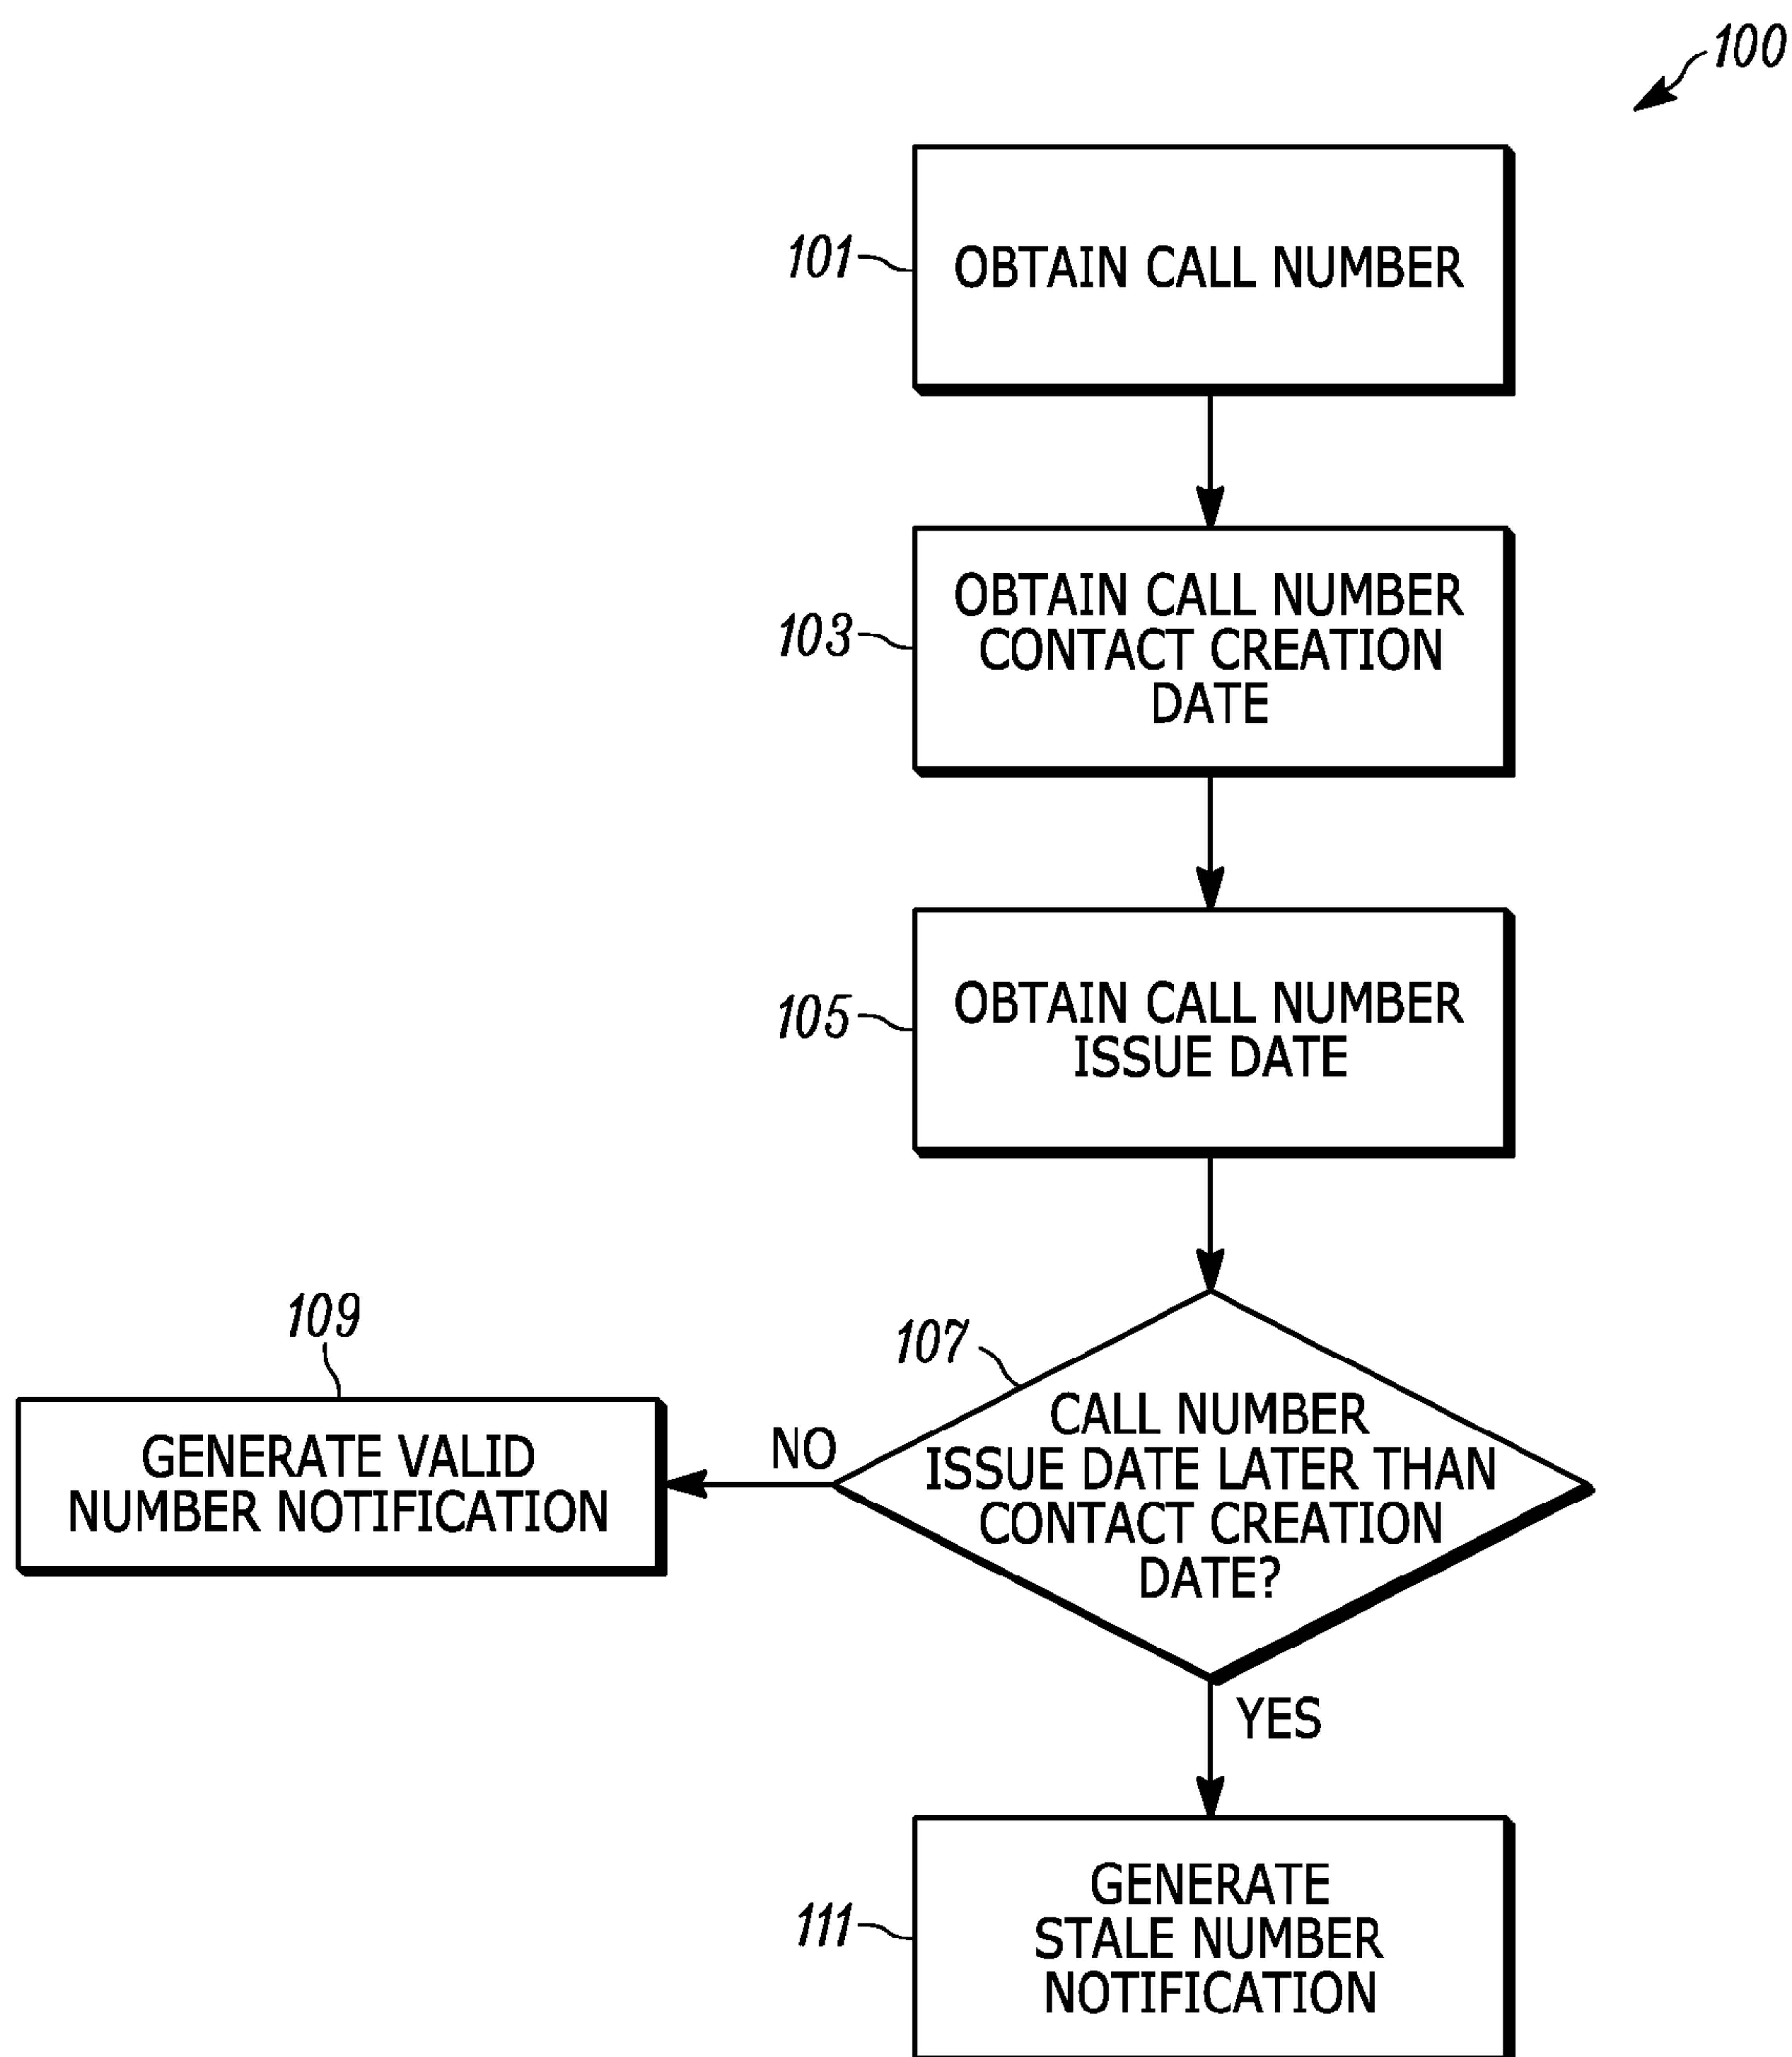 100
101
OBTAIN CALL NUMBER
103
OBTAIN CALL NUMBER
CONTACT CREATION
DATE
105
OBTAIN CALL NUMBER
ISSUE DATE
107
CALL NUMBER
ISSUE DATE LATER THAN
CONTACT CREATION
DATE?
NO
109
GENERATE VALID
NUMBER NOTIFICATION
YES
111
GENERATE
STALE NUMBER
NOTIFICATION